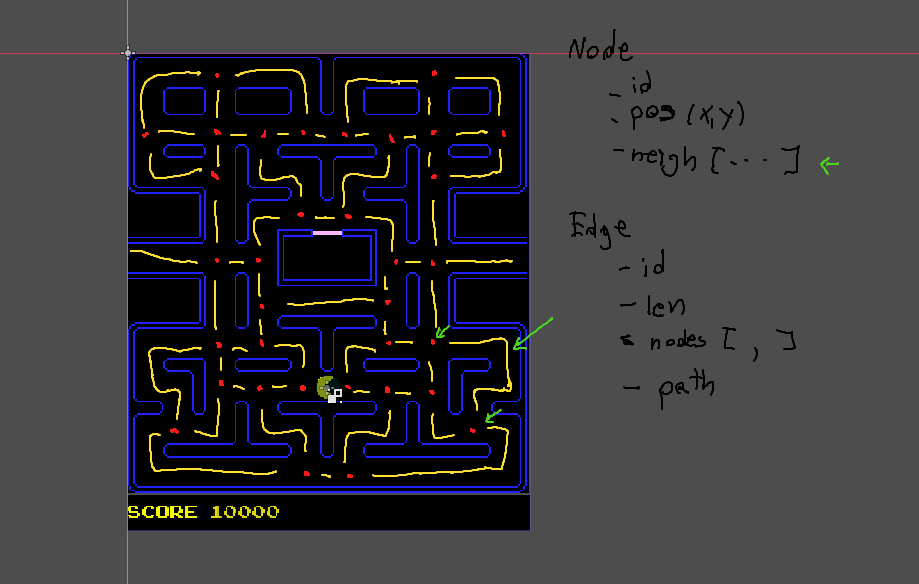 Node
- id
- pos (x,y)
- neigh [...]
Edge
- id
- len
- nodes [ , ]
- path
SCORE 10000